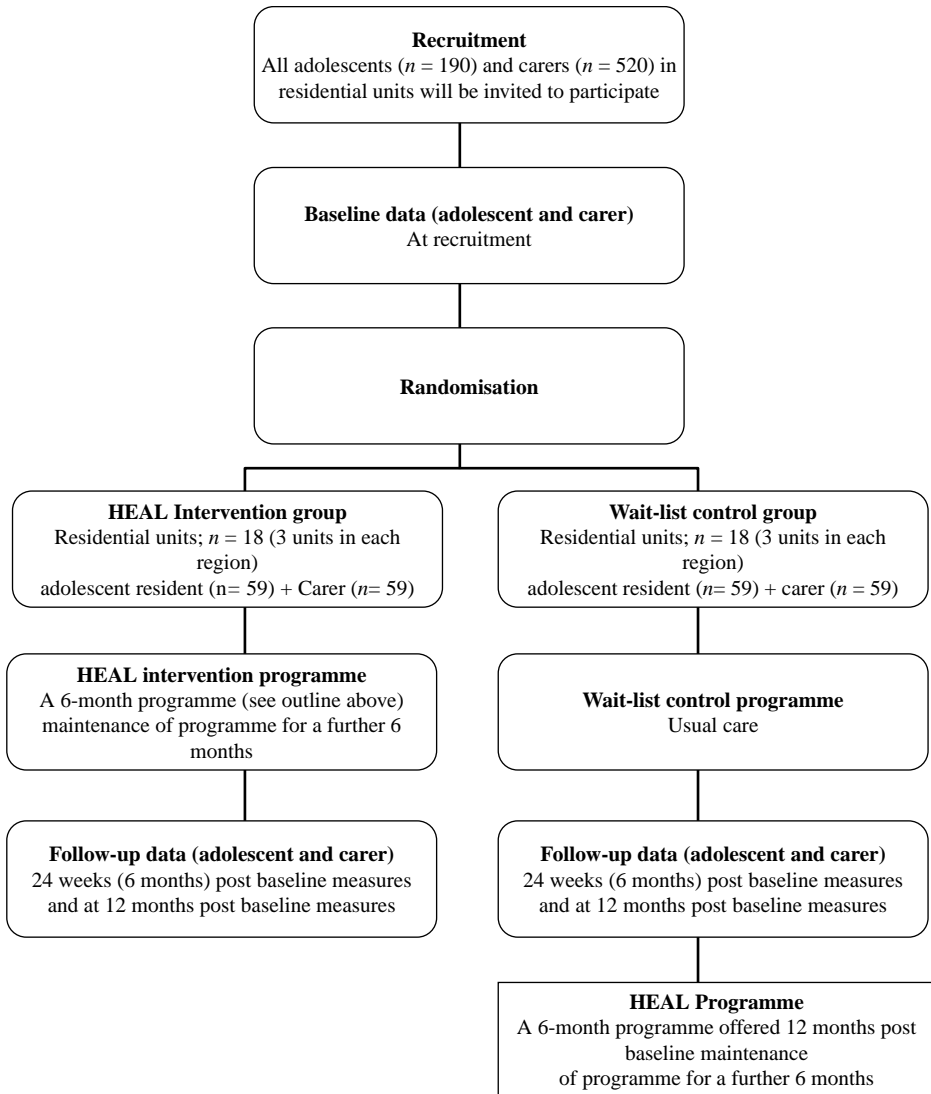 Recruitment
All adolescents (n = 190) and carers (n = 520) in
residential units will be invited to participate
Baseline data (adolescent and carer)
At recruitment
Randomisation
HEAL Intervention group
Residential units; n = 18 (3 units in each
region)
adolescent resident (n= 59) + Carer (n= 59)
Wait-list control group
Residential units; n = 18 (3 units in each
region)
adolescent resident (n= 59) + carer (n = 59)
HEAL intervention programme
A 6-month programme (see outline above)
maintenance of programme for a further 6
months
Wait-list control programme
Usual care
Follow-up data (adolescent and carer)
24 weeks (6 months) post baseline measures
and at 12 months post baseline measures
Follow-up data (adolescent and carer)
24 weeks (6 months) post baseline measures
and at 12 months post baseline measures
HEAL Programme
A 6-month programme offered 12 months post
baseline maintenance
of programme for a further 6 months